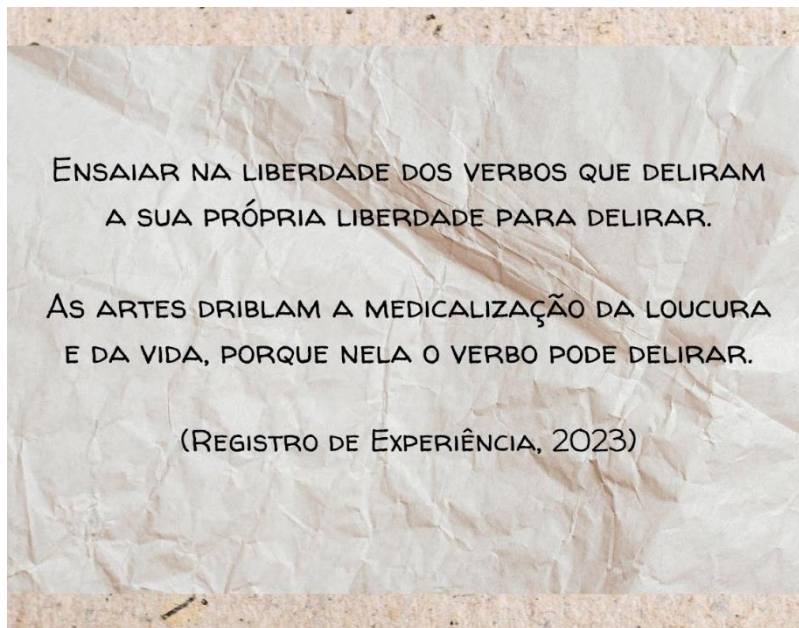 Ensaiar na liberdade dos verbos que deliram
a sua própria liberdade para delirar.
As artes driblam a medicalização da loucura
e da vida, porque nela o verbo pode delirar.
(Registro de Experiência, 2023)